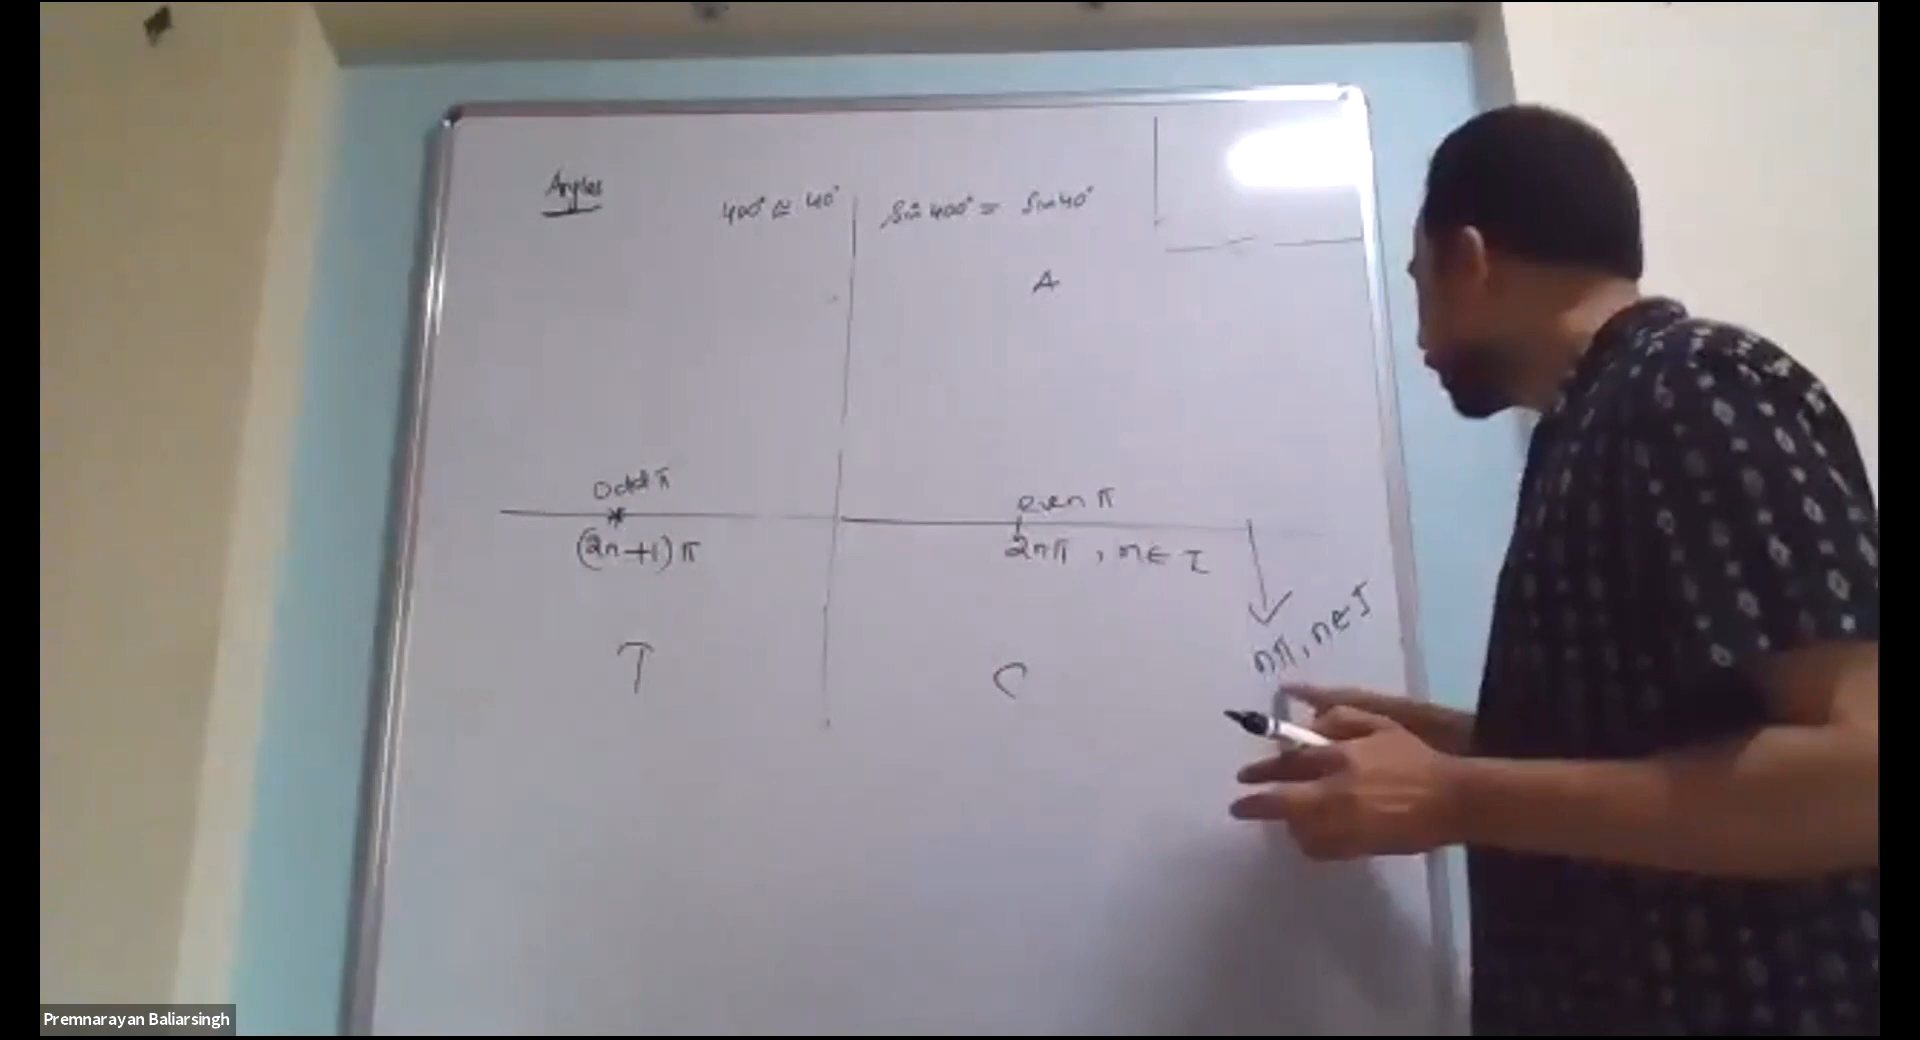 Angles
400° ≅ 40°
Sin 400° = Sin 40°
A
odd π
even π
(2n+1) π
2nπ , n ∈ I
nπ, n ∈ I
T
C
Premnarayan Baliarsingh